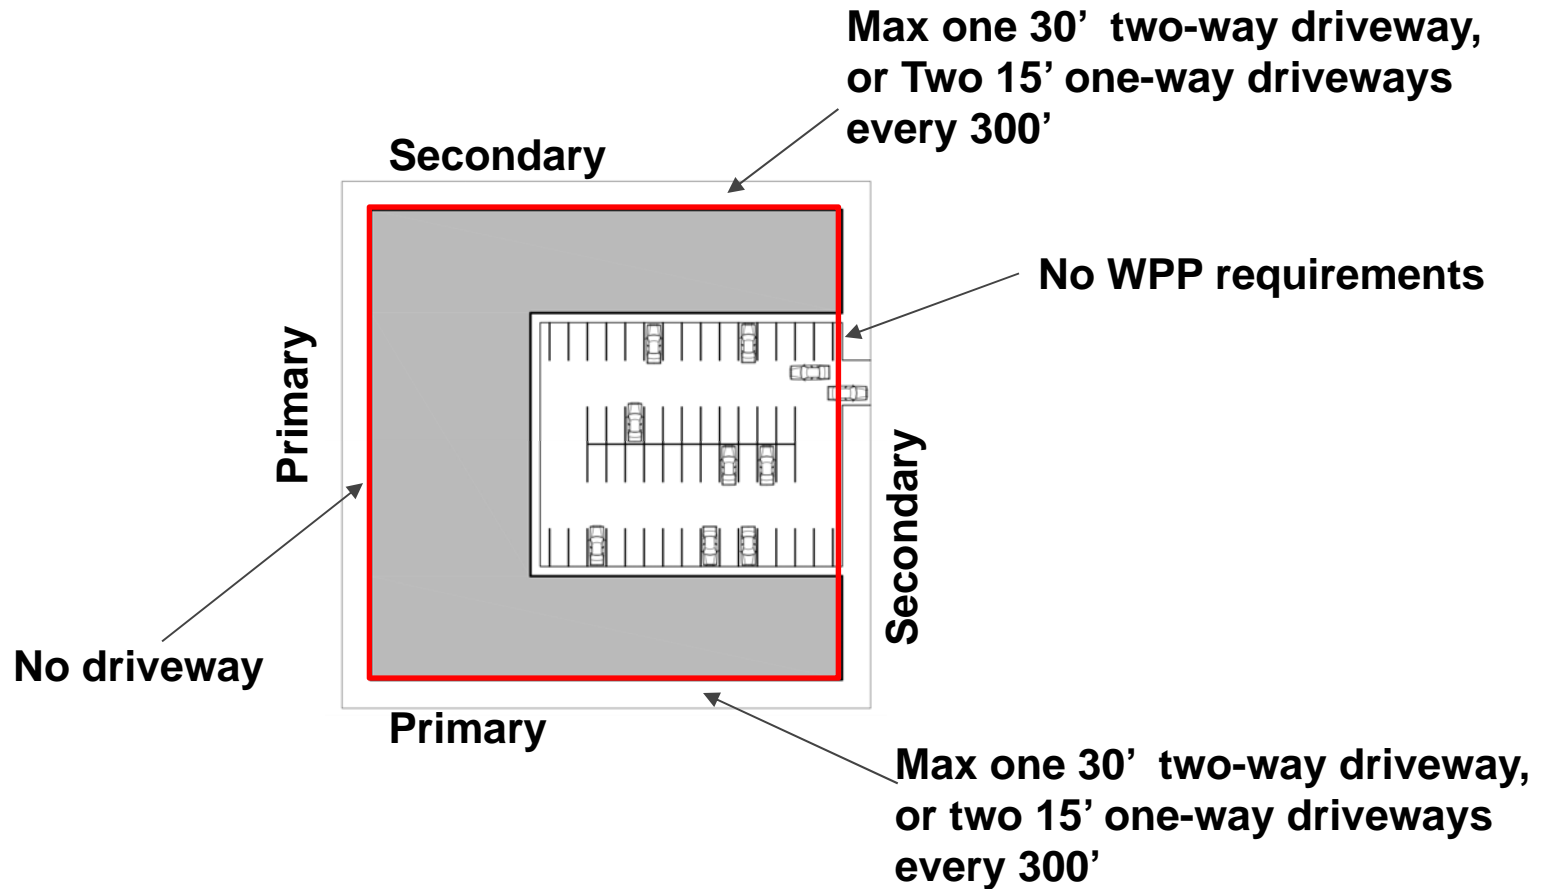 Max one 30’ two-way driveway,
or Two 15’ one-way driveways
every 300’
Secondary
No WPP requirements
Primary
Secondary
No driveway
Primary
Max one 30’ two-way driveway,
or two 15’ one-way driveways
every 300’